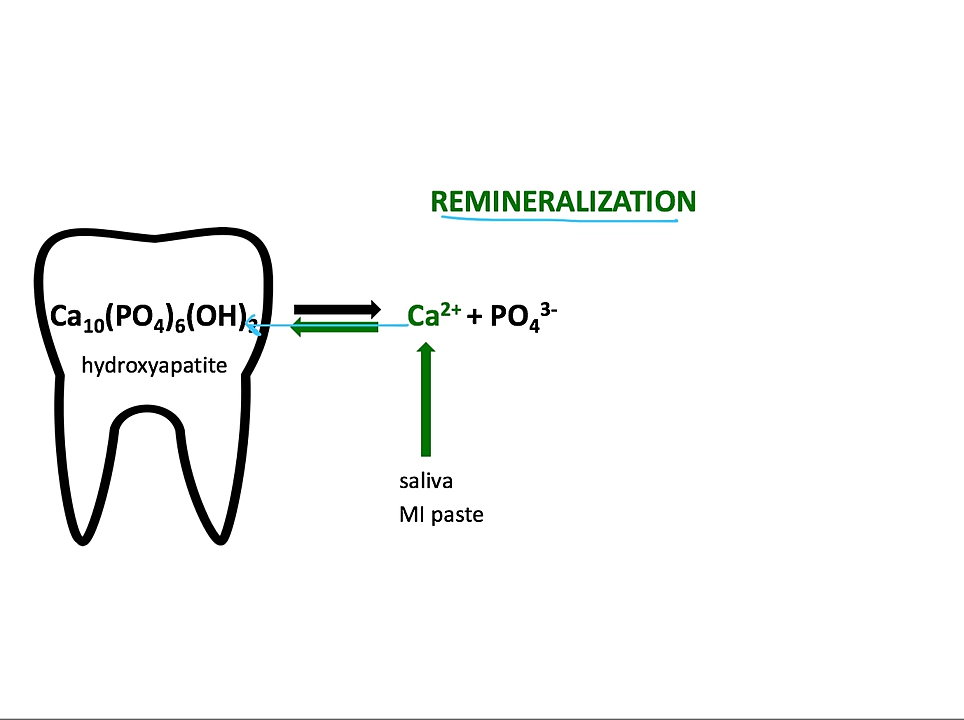 REMINERALIZATION
Ca₁₀(PO₄)₆(OH)₂ Ca²⁺ + PO₄³⁻
hydroxyapatite
saliva
MI paste